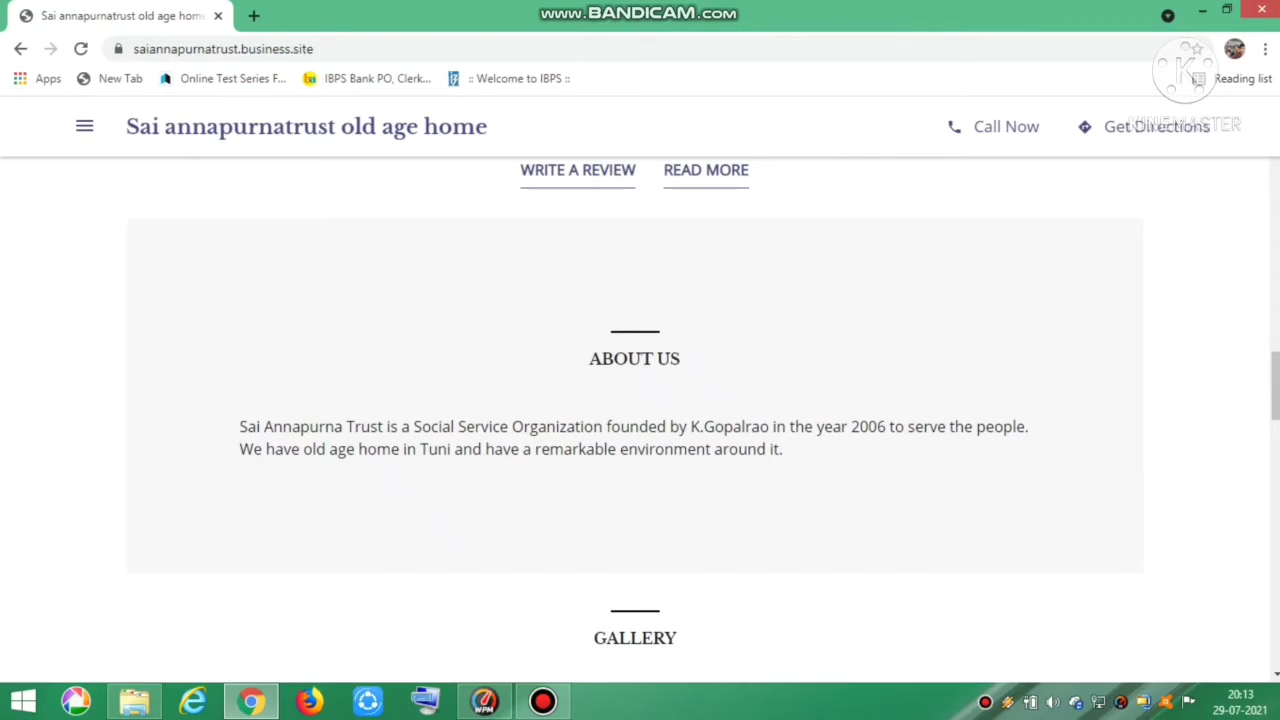 www.BANDICAM.com
Sai annapurnatrust old age home
saiannapurnatrust.business.site
Apps
New Tab
Online Test Series F...
IBPS Bank PO, Clerk...
:: Welcome to IBPS ::
Reading list
Sai annapurnatrust old age home
Call Now
Get Directions
KINEMASTER
WRITE A REVIEW
READ MORE
ABOUT US
Sai Annapurna Trust is a Social Service Organization founded by K.Gopalrao in the year 2006 to serve the people.
We have old age home in Tuni and have a remarkable environment around it.
GALLERY
WPM
20:13
29-07-2021